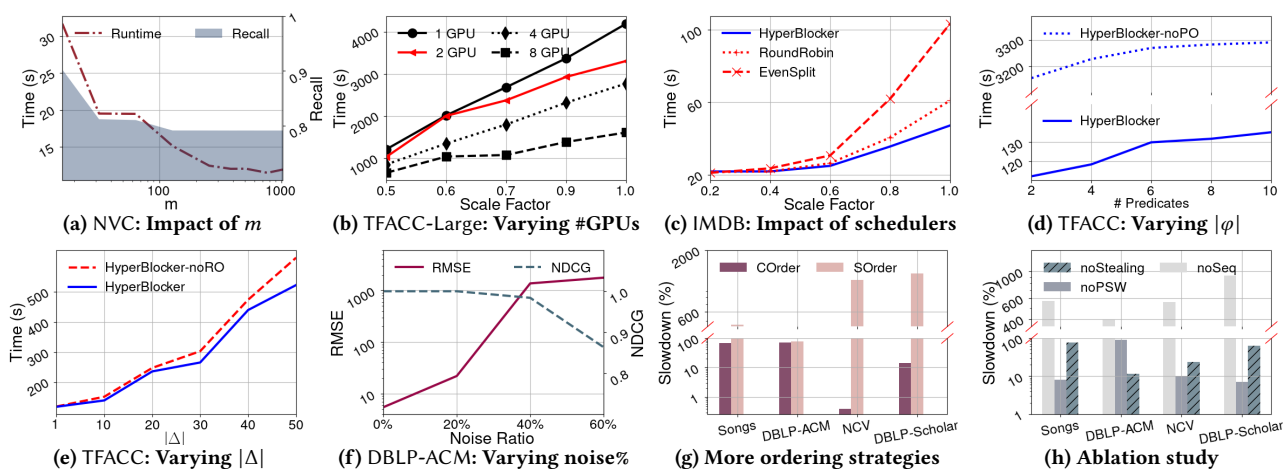 30
25
20
15
Time (s)
Runtime
Recall
1
0.9
0.8
Recall
100
1000
m
(a) NVC: Impact of m
4000
3000
2000
1000
Time (s)
1 GPU
2 GPU
4 GPU
8 GPU
0.5
0.6
0.7
0.9
1.0
Scale Factor
(b) TFACC-Large: Varying #GPUs
100
60
20
Time (s)
HyperBlocker
RoundRobin
EvenSplit
0.2
0.4
0.6
0.8
1.0
Scale Factor
(c) IMDB: Impact of schedulers
3300
3200
130
120
Time (s)
HyperBlocker-noPO
HyperBlocker
2
4
6
8
10
# Predicates
(d) TFACC: Varying |φ|
500
400
300
200
Time (s)
HyperBlocker-noRO
HyperBlocker
1
10
20
30
40
50
|Δ|
(e) TFACC: Varying |Δ|
1000
100
10
RMSE
RMSE
NDCG
1.0
0.9
0.8
NDCG
0%
20%
40%
60%
Noise Ratio
(f) DBLP-ACM: Varying noise%
2000
600
100
10
1
Slowdown (%)
COrder
SOrder
Songs
DBLP-ACM
NCV
DBLP-Scholar
(g) More ordering strategies
1000
600
400
100
10
1
Slowdown (%)
noStealing
noPSW
noSeq
Songs
DBLP-ACM
NCV
DBLP-Scholar
(h) Ablation study